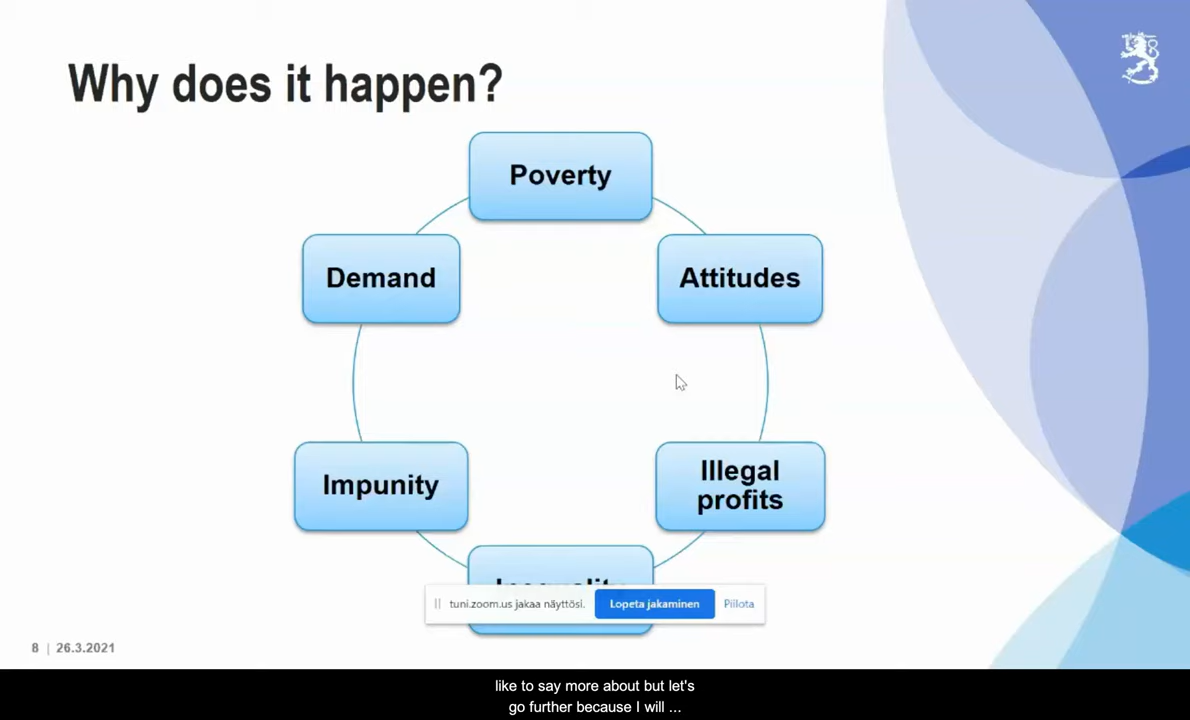 Why does it happen?
Poverty
Demand
Attitudes
Impunity
Illegal
profits
Inequality
tuni.zoom.us jakaa näyttösi.
Lopeta jakaminen
Piilota
8 | 26.3.2021
like to say more about but let's
go further because I will ...